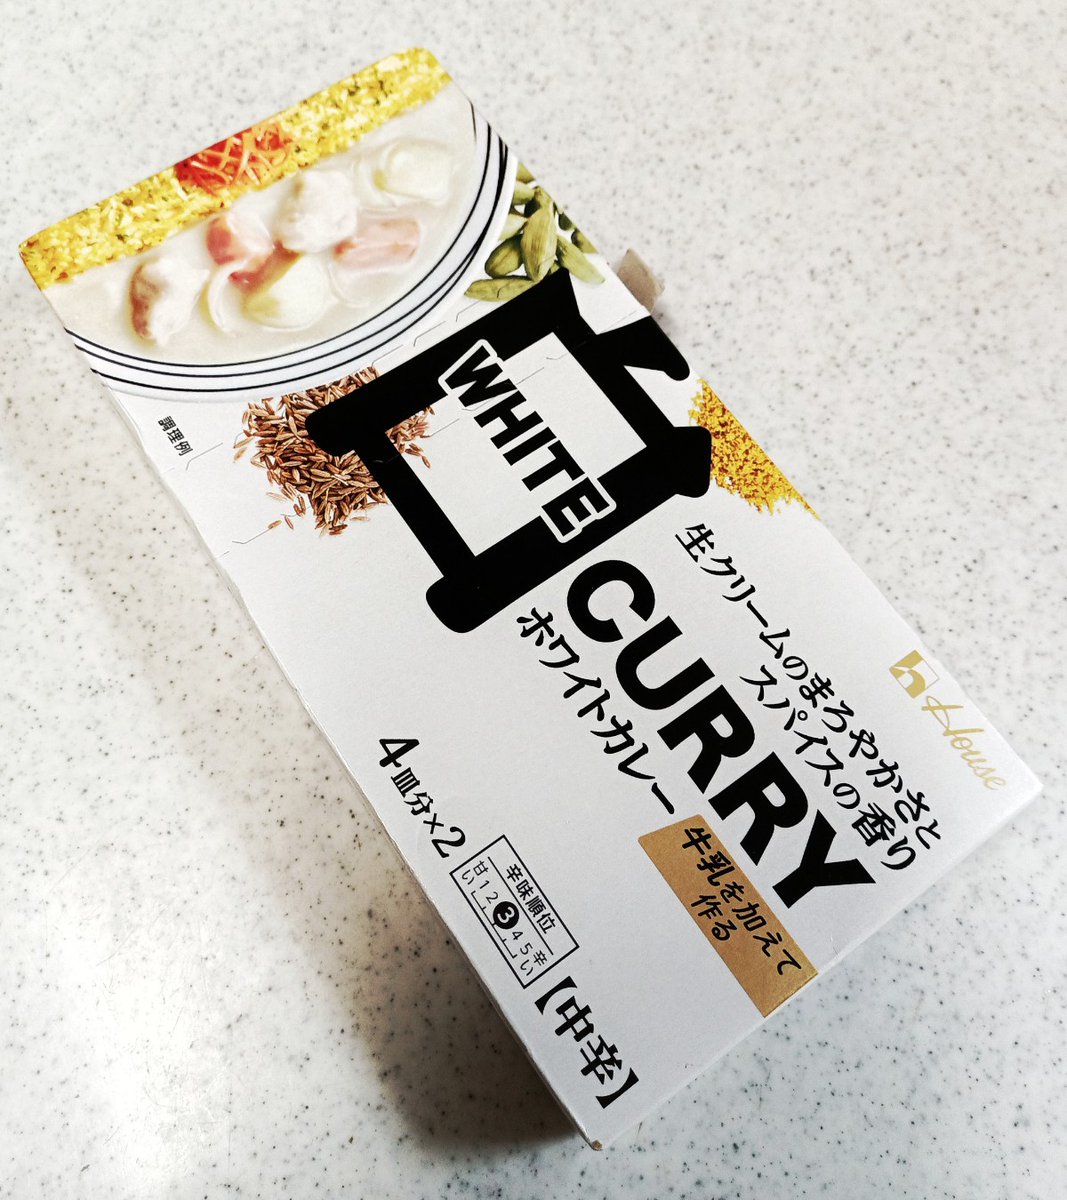 調理例
白
WHITE
CURRY
ホワイトカレー
生クリームのまろやかさと
スパイスの香り
House
牛乳を加えて
作る
4皿分×2
辛味順位
甘い 1 2 3 4 5 辛い
【中辛】